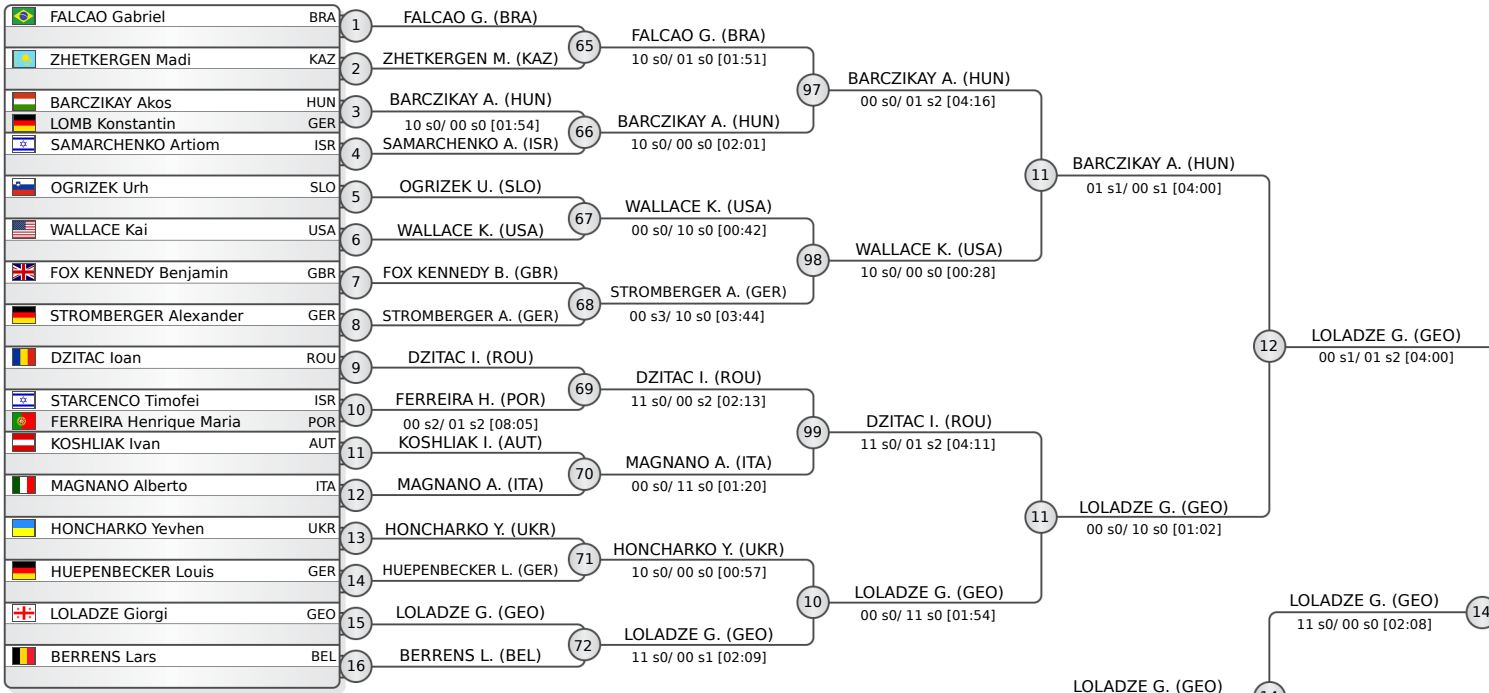 FALCAO Gabriel BRA
ZHETKERGEN Madi KAZ
BARCZIKAY Akos HUN
LOMB Konstantin GER
SAMARCHENKO Artiom ISR
OGRIZEK Urh SLO
WALLACE Kai USA
FOX KENNEDY Benjamin GBR
STROMBERGER Alexander GER
DZITAC Ioan ROU
STARCENCO Timofei ISR
FERREIRA Henrique Maria POR
KOSHLIAK Ivan AUT
MAGNANO Alberto ITA
HONCHARKO Yevhen UKR
HUEPENBECKER Louis GER
LOLADZE Giorgi GEO
BERRENS Lars BEL
1
2
3
4
5
6
7
8
9
10
11
12
13
14
15
16
FALCAO G. (BRA)
ZHETKERGEN M. (KAZ)
BARCZIKAY A. (HUN)
10 s0/ 00 s0 [01:54]
SAMARCHENKO A. (ISR)
OGRIZEK U. (SLO)
WALLACE K. (USA)
FOX KENNEDY B. (GBR)
STROMBERGER A. (GER)
DZITAC I. (ROU)
FERREIRA H. (POR)
00 s2/ 01 s2 [08:05]
KOSHLIAK I. (AUT)
MAGNANO A. (ITA)
HONCHARKO Y. (UKR)
HUEPENBECKER L. (GER)
LOLADZE G. (GEO)
BERRENS L. (BEL)
65
66
67
68
69
70
71
72
FALCAO G. (BRA)
10 s0/ 01 s0 [01:51]
BARCZIKAY A. (HUN)
10 s0/ 00 s0 [02:01]
WALLACE K. (USA)
00 s0/ 10 s0 [00:42]
STROMBERGER A. (GER)
00 s3/ 10 s0 [03:44]
DZITAC I. (ROU)
11 s0/ 00 s2 [02:13]
MAGNANO A. (ITA)
00 s0/ 11 s0 [01:20]
HONCHARKO Y. (UKR)
10 s0/ 00 s0 [00:57]
LOLADZE G. (GEO)
11 s0/ 00 s1 [02:09]
97
98
99
10
BARCZIKAY A. (HUN)
00 s0/ 01 s2 [04:16]
WALLACE K. (USA)
10 s0/ 00 s0 [00:28]
DZITAC I. (ROU)
11 s0/ 01 s2 [04:11]
LOLADZE G. (GEO)
00 s0/ 11 s0 [01:54]
11
11
BARCZIKAY A. (HUN)
01 s1/ 00 s1 [04:00]
LOLADZE G. (GEO)
00 s0/ 10 s0 [01:02]
12
LOLADZE G. (GEO)
00 s1/ 01 s2 [04:00]
LOLADZE G. (GEO)
11 s0/ 00 s0 [02:08]
14
LOLADZE G. (GEO)